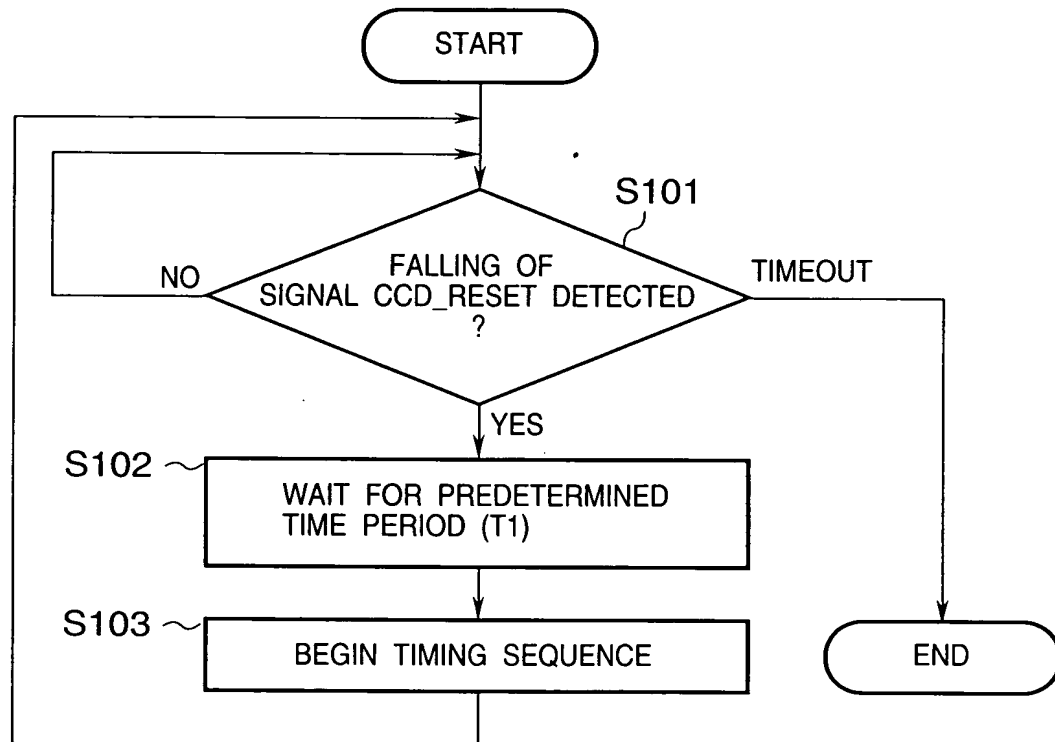 START
S101
FALLING OF
SIGNAL CCD_RESET DETECTED
?
NO
TIMEOUT
YES
S102
WAIT FOR PREDETERMINED
TIME PERIOD (T1)
S103
BEGIN TIMING SEQUENCE
END